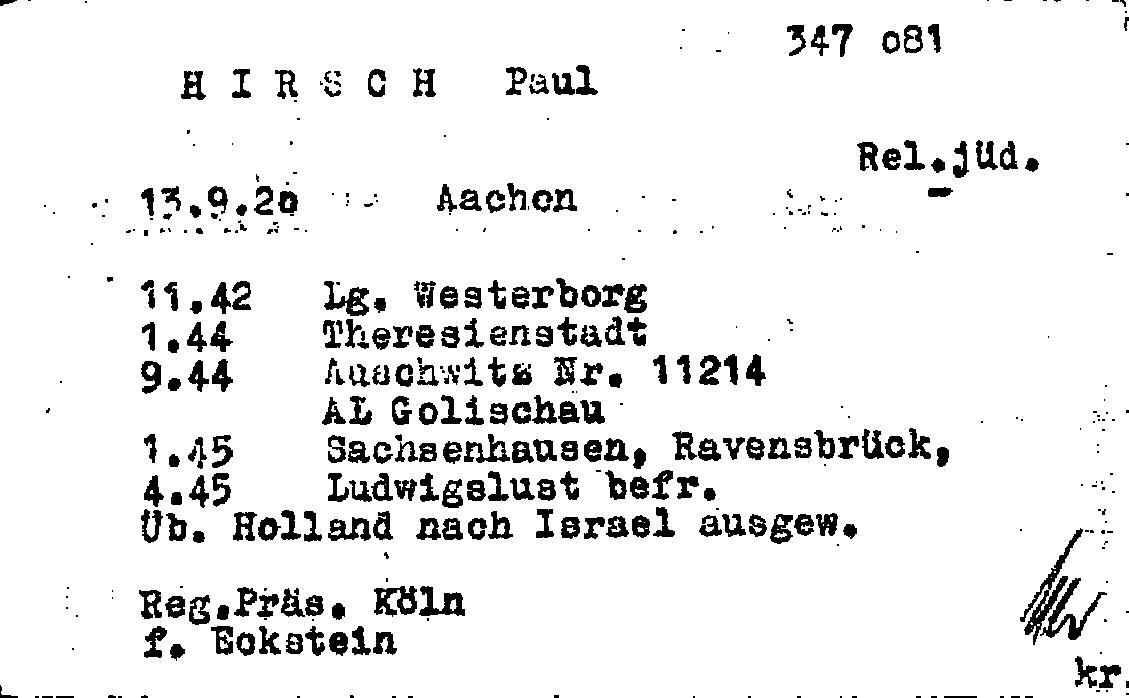 347 081
H I R S C H Paul
Rel.jüd.
13.9.20 Aachen
11.42 Lg. Westerborg
1.44 Theresienstadt
9.44 Auschwitz Nr. 11214
AL Golischau
1.45 Sachsenhausen, Ravensbrück,
4.45 Ludwigslust befr.
Üb. Holland nach Israel ausgew.
Reg.Präs. Köln
f. Eckstein
kr.